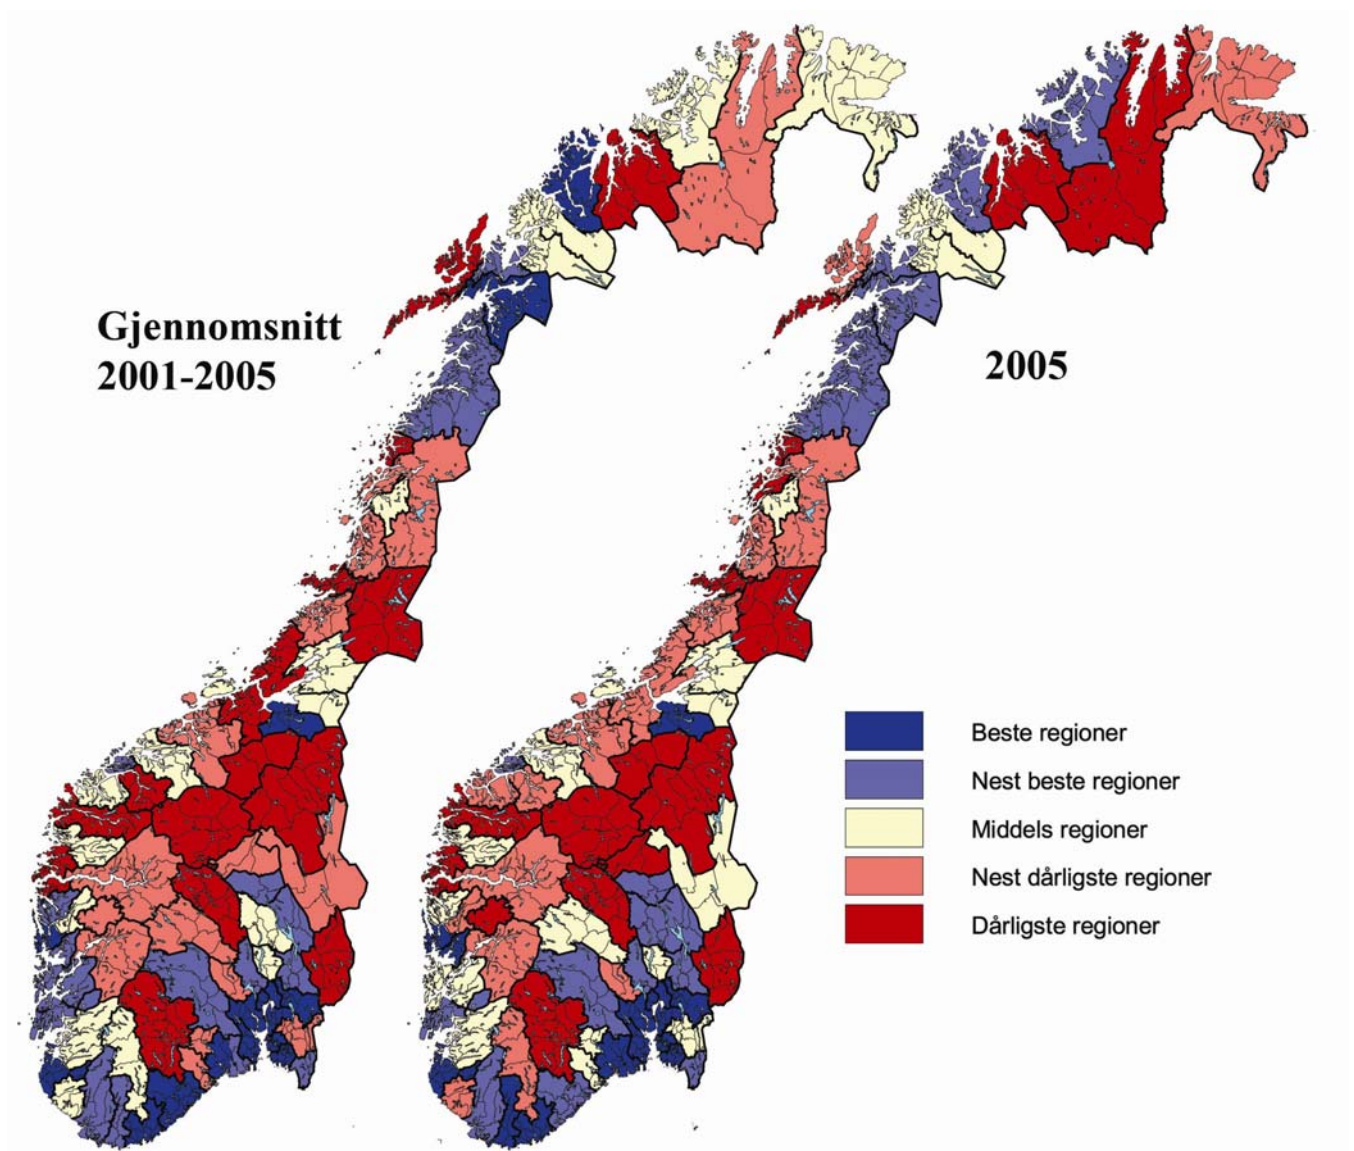 Gjennomsnitt
2001-2005
2005
Beste regioner
Nest beste regioner
Middels regioner
Nest dårligste regioner
Dårligste regioner